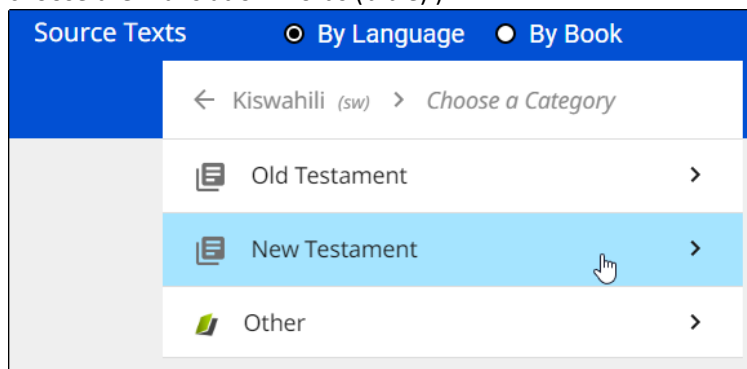 Source Texts By Language By Book
Kiswahili (sw) > Choose a Category
Old Testament
New Testament
Other